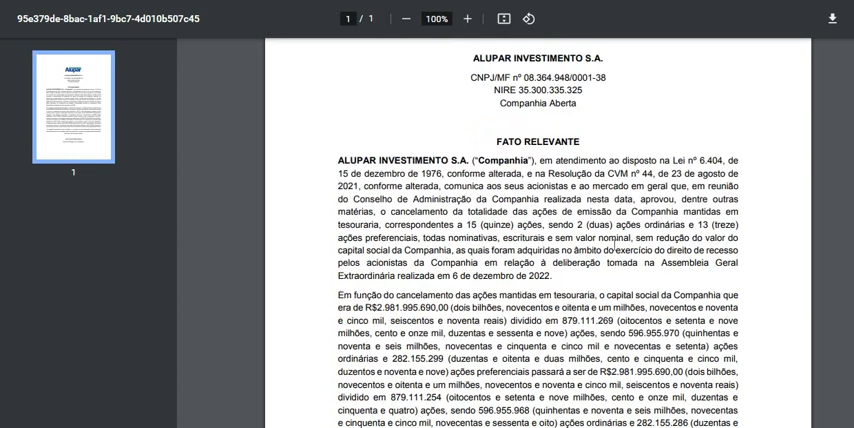 95e379de-8bac-1af1-9bc7-4d010b507c45
1 / 1
100%
Alupar
1
ALUPAR INVESTIMENTO S.A.
CNPJ/MF nº 08.364.948/0001-38
NIRE 35.300.335.325
Companhia Aberta
FATO RELEVANTE
ALUPAR INVESTIMENTO S.A. (“Companhia”), em atendimento ao disposto na Lei nº 6.404, de
15 de dezembro de 1976, conforme alterada, e na Resolução da CVM nº 44, de 23 de agosto de
2021, conforme alterada, comunica aos seus acionistas e ao mercado em geral que, em reunião
do Conselho de Administração da Companhia realizada nesta data, aprovou, dentre outras
matérias, o cancelamento da totalidade das ações de emissão da Companhia mantidas em
tesouraria, correspondentes a 15 (quinze) ações, sendo 2 (duas) ações ordinárias e 13 (treze)
ações preferenciais, todas nominativas, escriturais e sem valor nominal, sem redução do valor do
capital social da Companhia, as quais foram adquiridas no âmbito do exercício do direito de recesso
pelos acionistas da Companhia em relação à deliberação tomada na Assembleia Geral
Extraordinária realizada em 6 de dezembro de 2022.
Em função do cancelamento das ações mantidas em tesouraria, o capital social da Companhia que
era de R$2.981.995.690,00 (dois bilhões, novecentos e oitenta e um milhões, novecentos e noventa
e cinco mil, seiscentos e noventa reais) dividido em 879.111.269 (oitocentos e setenta e nove
milhões, cento e onze mil, duzentas e sessenta e nove) ações, sendo 596.955.970 (quinhentas e
noventa e seis milhões, novecentas e cinquenta e cinco mil e novecentas e setenta) ações
ordinárias e 282.155.299 (duzentas e oitenta e duas milhões, cento e cinquenta e cinco mil,
duzentos e noventa e nove) ações preferenciais passará a ser de R$2.981.995.690,00 (dois bilhões,
novecentos e oitenta e um milhões, novecentos e noventa e cinco mil, seiscentos e noventa reais)
dividido em 879.111.254 (oitocentos e setenta e nove milhões, cento e onze mil, duzentas e
cinquenta e quatro) ações, sendo 596.955.968 (quinhentas e noventa e seis milhões, novecentas
e cinquenta e cinco mil, novecentas e sessenta e oito) ações ordinárias e 282.155.286 (duzentas e